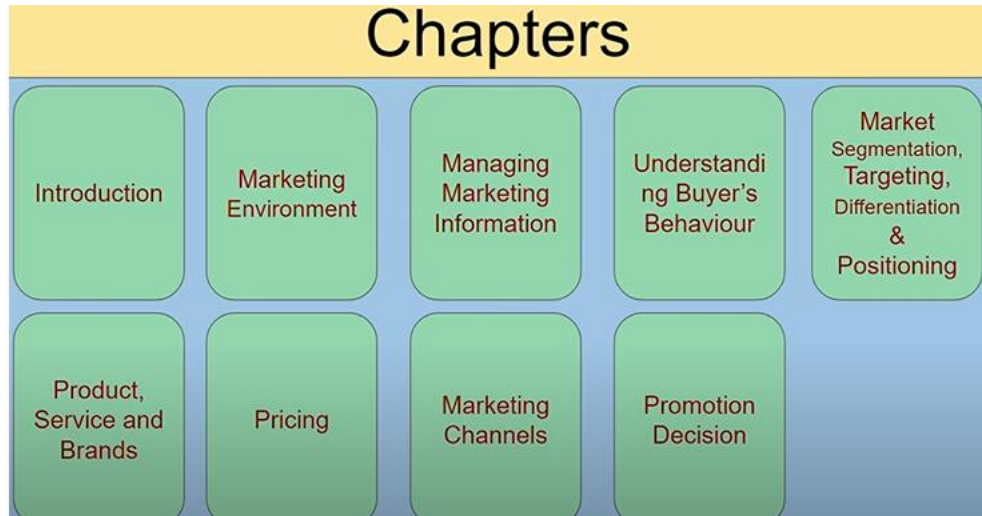 Chapters
Introduction
Marketing
Environment
Managing
Marketing
Information
Understandi
ng Buyer's
Behaviour
Market
Segmentation,
Targeting,
Differentiation
&
Positioning
Product,
Service and
Brands
Pricing
Marketing
Channels
Promotion
Decision